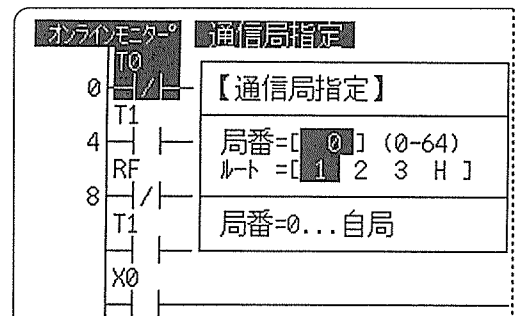 オンラインモニター 通信局指定
T0
0
【通信局指定】
T1
4
局番=[ 0 ] (0-64)
ルート =[ 1 2 3 H ]
RF
8
T1
局番=0...自局
X0